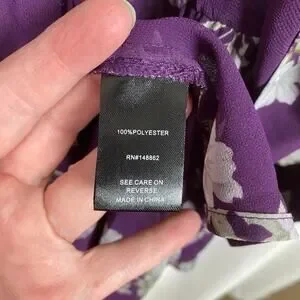 100%POLYESTER
RN#148862
SEE CARE ON
REVERSE
MADE IN CHINA